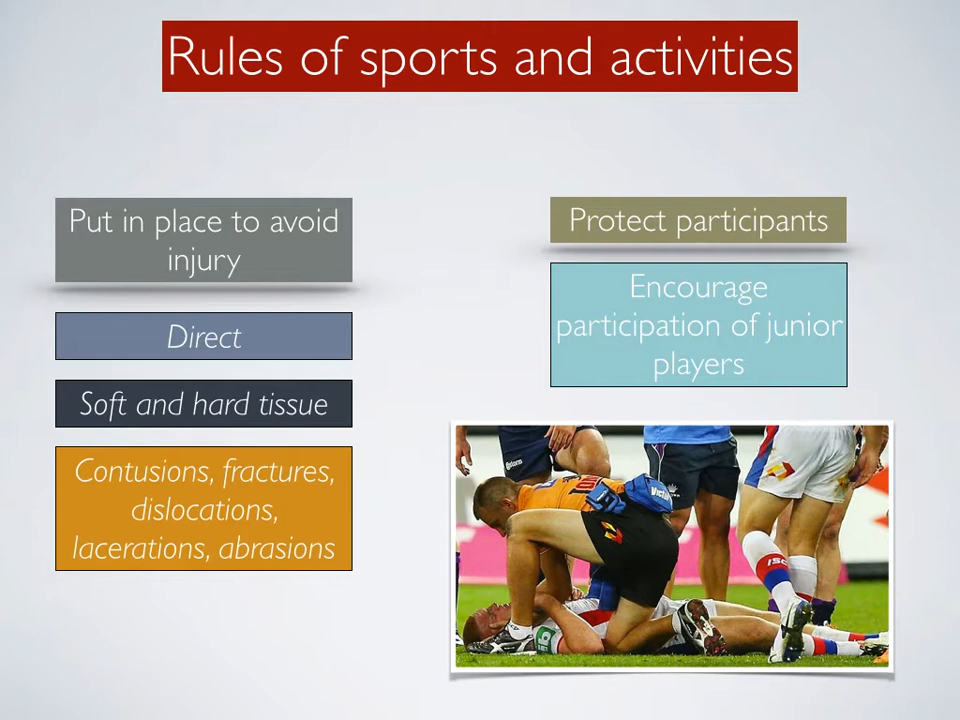 Rules of sports and activities
Put in place to avoid
injury
Direct
Soft and hard tissue
Contusions, fractures,
dislocations,
lacerations, abrasions
Protect participants
Encourage
participation of junior
players